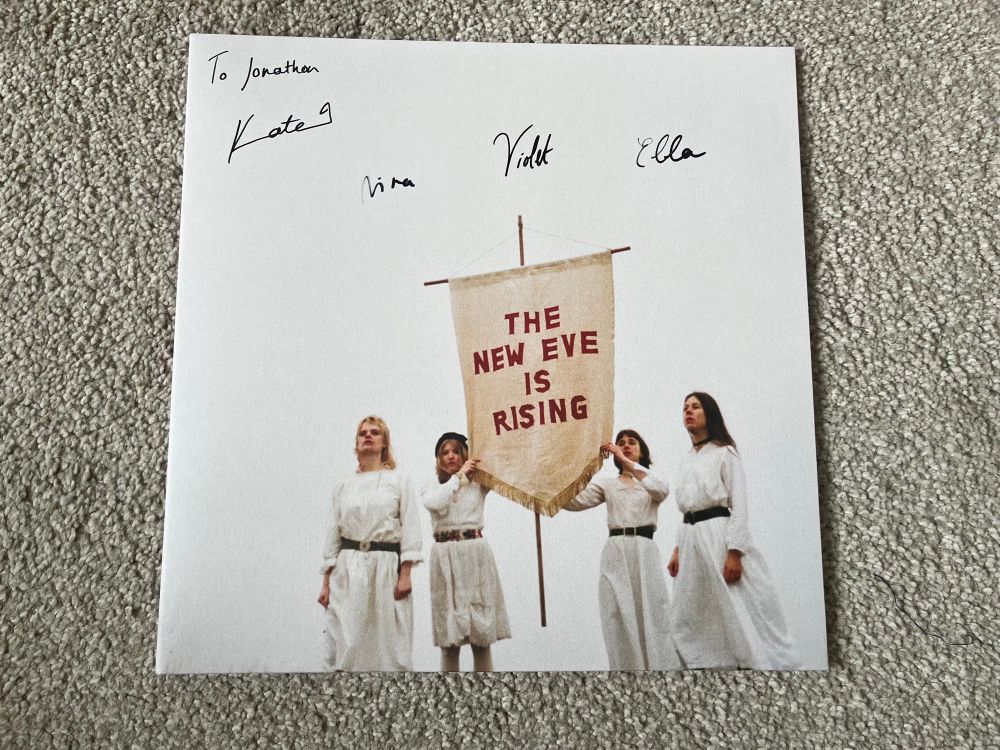 To Jonathan
Kate
Nina
Violet
Ella
THE
NEW EVE
IS
RISING